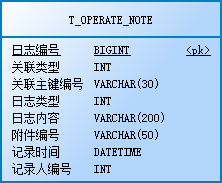 T_OPERATE_NOTE
日志编号 BIGINT <pk>
关联类型 INT
关联主键编号 VARCHAR(30)
日志类型 INT
日志内容 VARCHAR(200)
附件编号 VARCHAR(50)
记录时间 DATETIME
记录人编号 INT